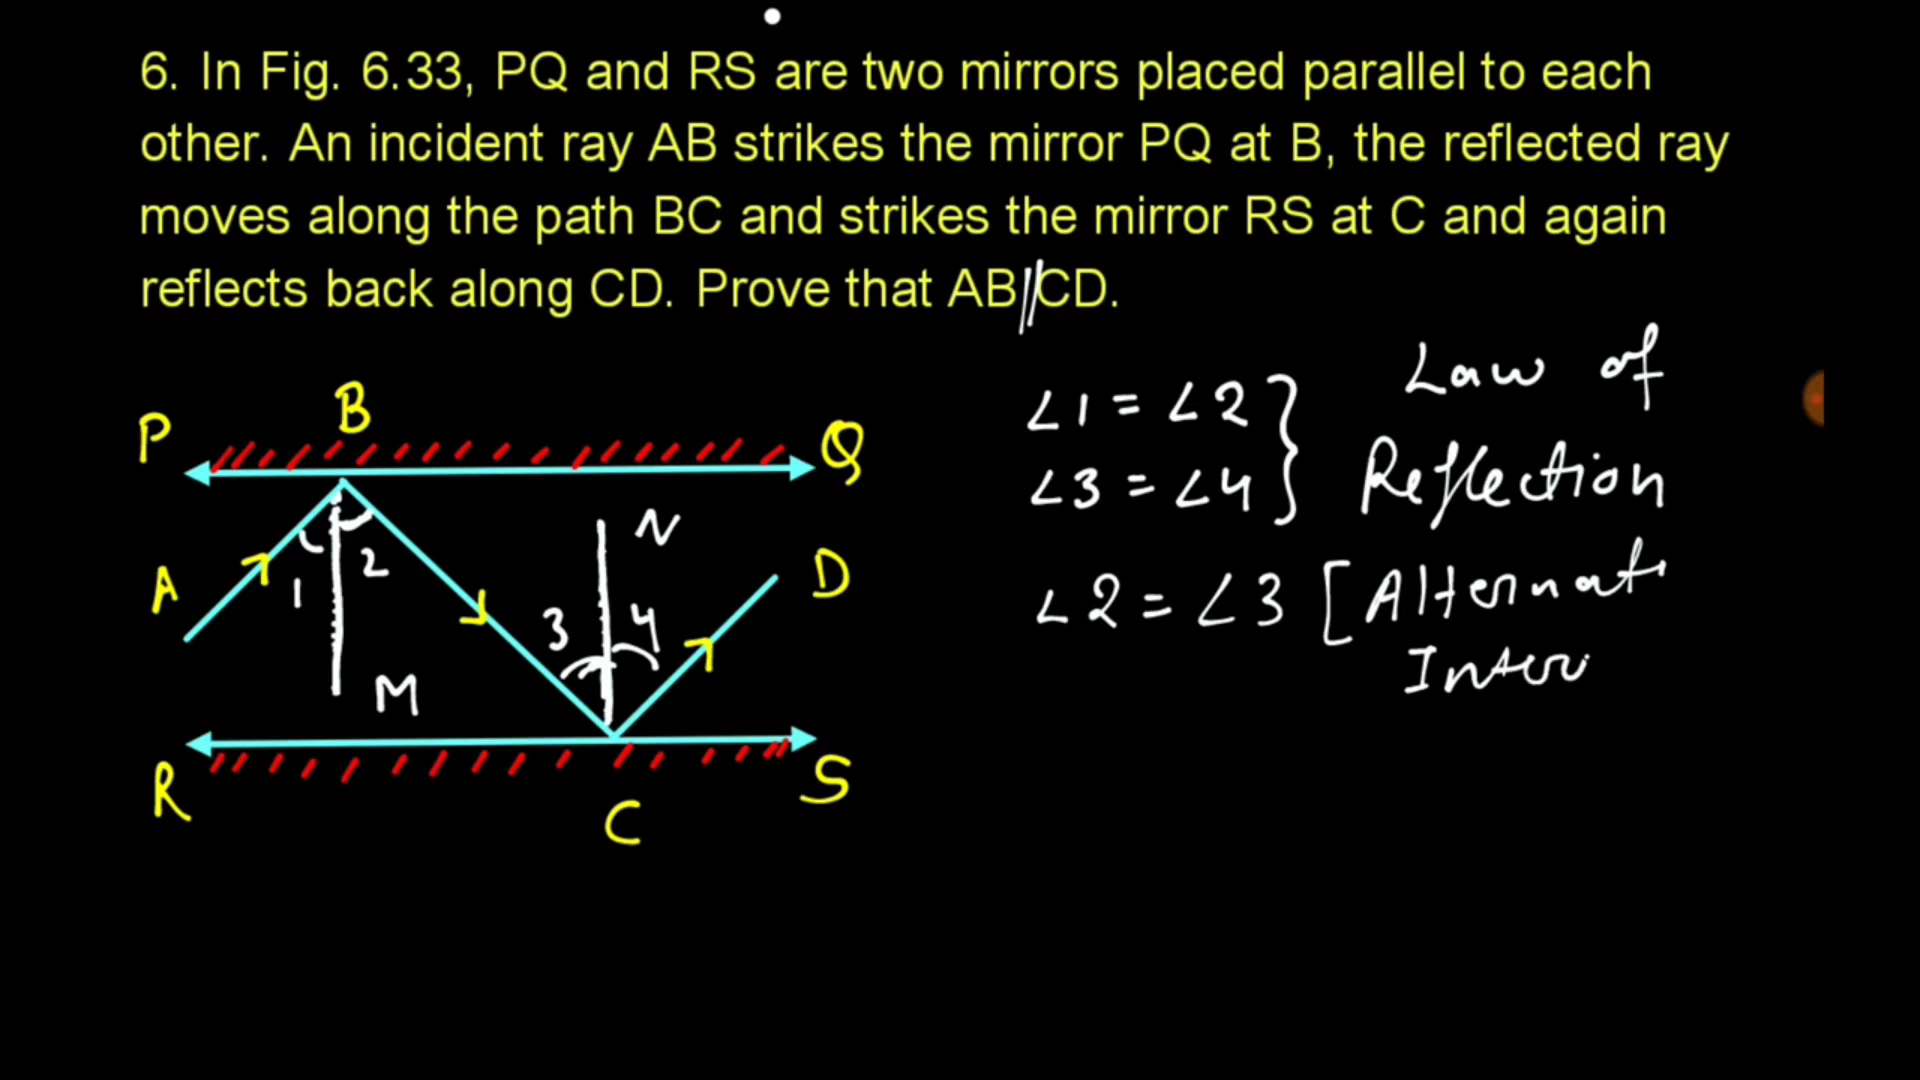 6. In Fig. 6.33, PQ and RS are two mirrors placed parallel to each
other. An incident ray AB strikes the mirror PQ at B, the reflected ray
moves along the path BC and strikes the mirror RS at C and again
reflects back along CD. Prove that AB||CD.
Law of
∠1 = ∠2 }
∠3 = ∠4
Reflection
∠2 = ∠3 [Alternate
Interi
P
B
Q
A
1
2
M
3
N
4
D
R
C
S